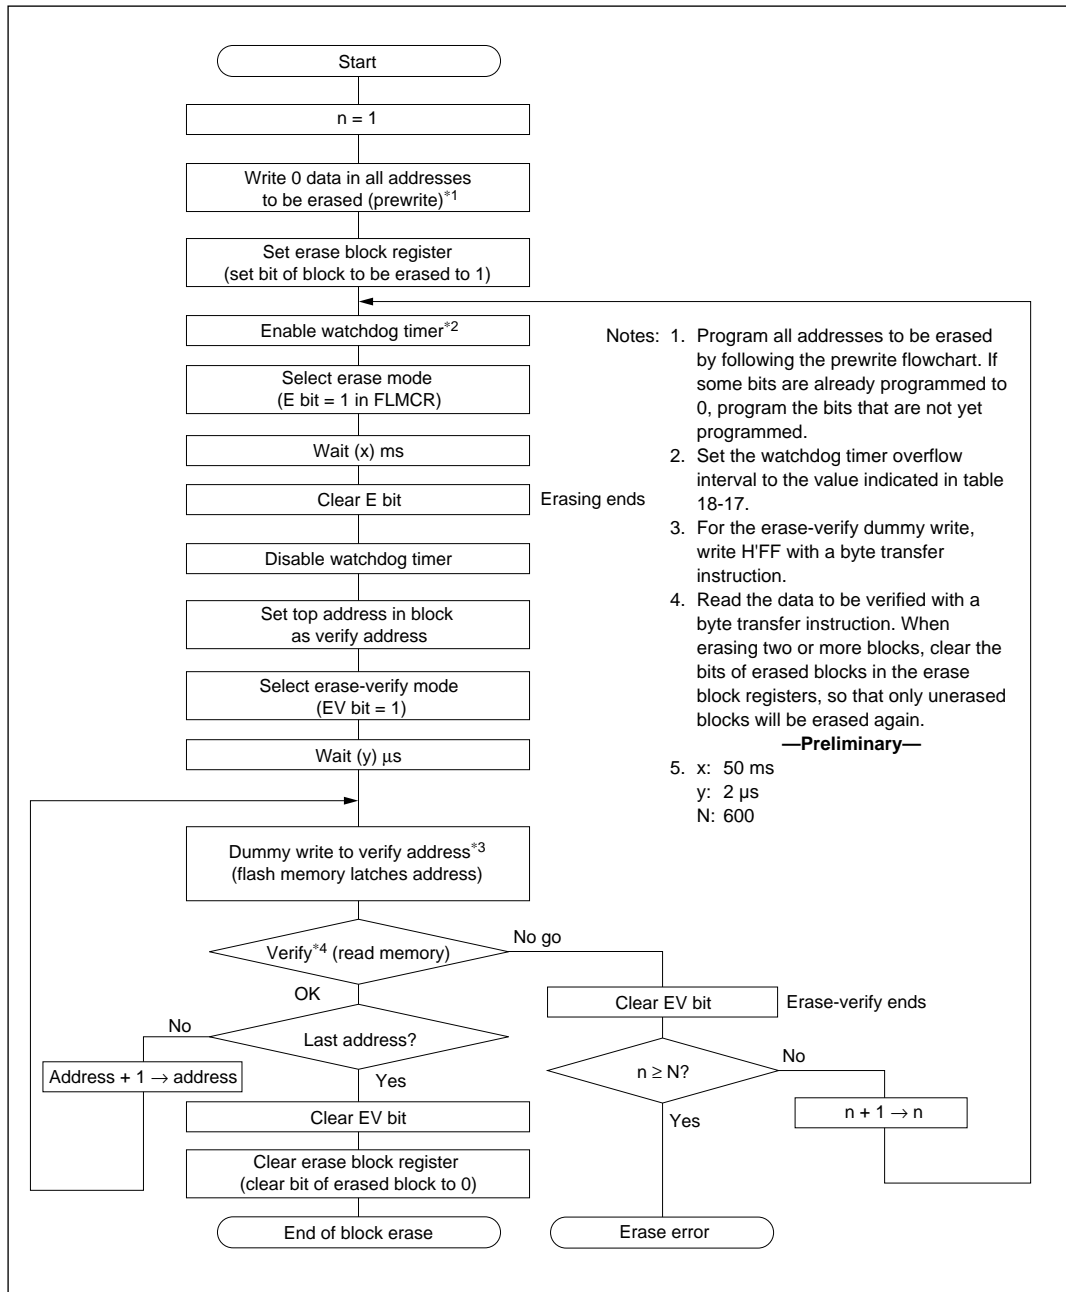 Start
n = 1
Write 0 data in all addresses
to be erased (prewrite)*1
Set erase block register
(set bit of block to be erased to 1)
Enable watchdog timer*2
Select erase mode
(E bit = 1 in FLMCR)
Wait (x) ms
Clear E bit
Erasing ends
Disable watchdog timer
Set top address in block
as verify address
Select erase-verify mode
(EV bit = 1)
Wait (y) μs
Dummy write to verify address*3
(flash memory latches address)
Verify*4 (read memory)
No go
OK
Clear EV bit
Erase-verify ends
No
Last address?
Address + 1 → address
Yes
n ≥ N?
No
Yes
n + 1 → n
Clear EV bit
Clear erase block register
(clear bit of erased block to 0)
End of block erase
Erase error
Notes: 1. Program all addresses to be erased
by following the prewrite flowchart. If
some bits are already programmed to
0, program the bits that are not yet
programmed.
2. Set the watchdog timer overflow
interval to the value indicated in table
18-17.
3. For the erase-verify dummy write,
write H'FF with a byte transfer
instruction.
4. Read the data to be verified with a
byte transfer instruction. When
erasing two or more blocks, clear the
bits of erased blocks in the erase
block registers, so that only unerased
blocks will be erased again.
—Preliminary—
5. x: 50 ms
y: 2 μs
N: 600